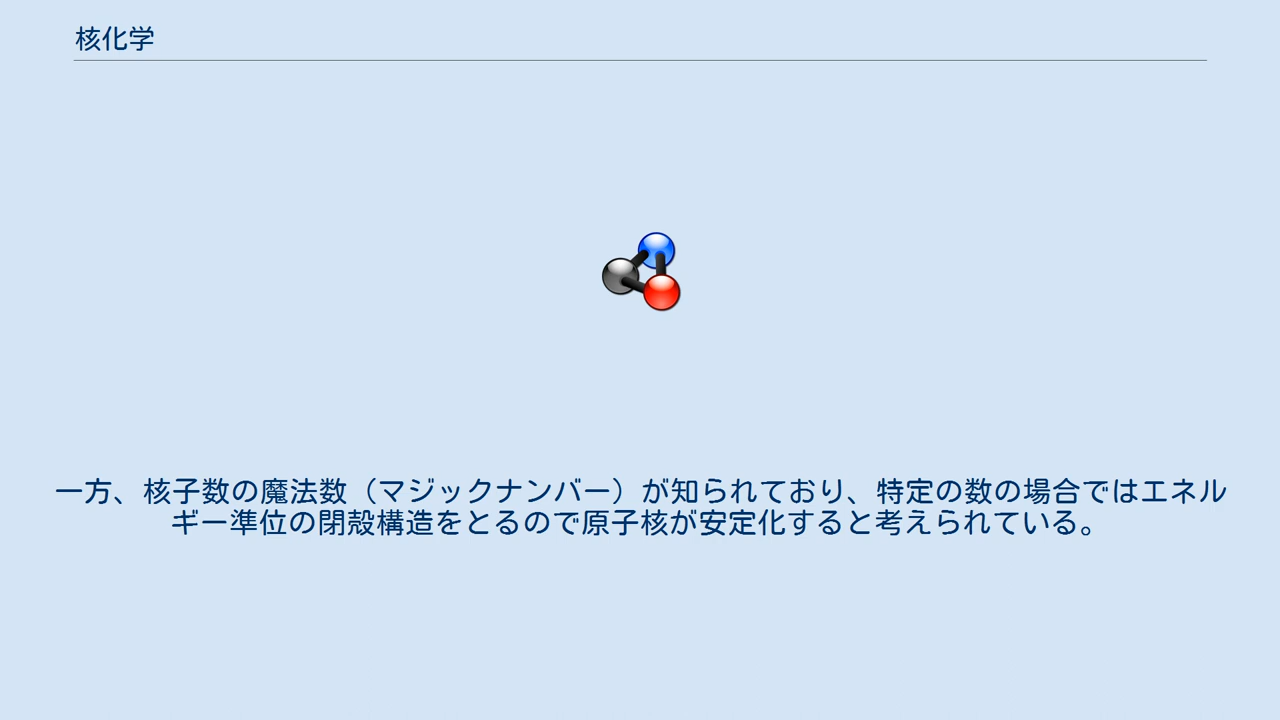 核化学
一方、核子数の魔法数（マジックナンバー）が知られており、特定の数の場合ではエネル
ギー準位の閉殻構造をとるので原子核が安定化すると考えられている。